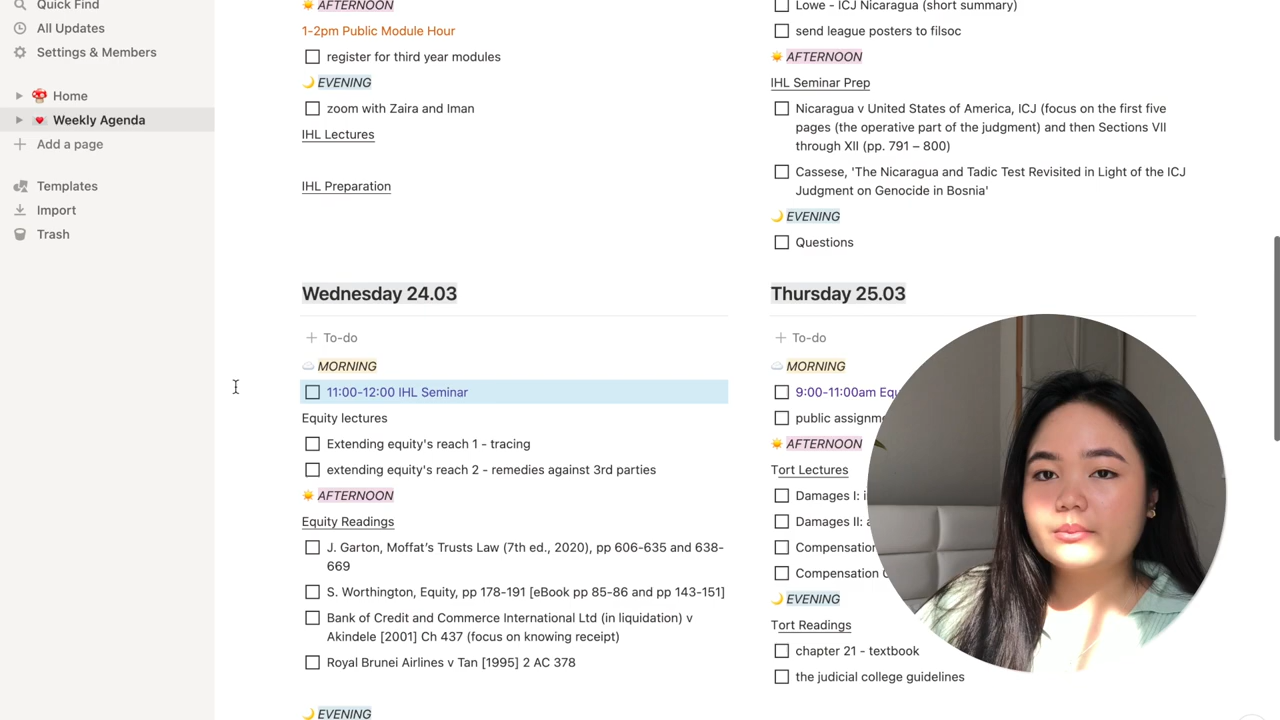 Quick Find
All Updates
Settings & Members
Home
Weekly Agenda
Add a page
Templates
Import
Trash
AFTERNOON
1-2pm Public Module Hour
register for third year modules
EVENING
zoom with Zaira and Iman
IHL Lectures
IHL Preparation
Lowe - ICJ Nicaragua (short summary)
send league posters to filsoc
AFTERNOON
IHL Seminar Prep
Nicaragua v United States of America, ICJ (focus on the first five
pages (the operative part of the judgment) and then Sections VII
through XII (pp. 791 – 800)
Cassese, 'The Nicaragua and Tadic Test Revisited in Light of the ICJ
Judgment on Genocide in Bosnia'
EVENING
Questions
Wednesday 24.03
To-do
MORNING
11:00-12:00 IHL Seminar
Equity lectures
Extending equity's reach 1 - tracing
extending equity's reach 2 - remedies against 3rd parties
AFTERNOON
Equity Readings
J. Garton, Moffat's Trusts Law (7th ed., 2020), pp 606-635 and 638-
669
S. Worthington, Equity, pp 178-191 [eBook pp 85-86 and pp 143-151]
Bank of Credit and Commerce International Ltd (in liquidation) v
Akindele [2001] Ch 437 (focus on knowing receipt)
Royal Brunei Airlines v Tan [1995] 2 AC 378
EVENING
Thursday 25.03
To-do
MORNING
9:00-11:00am
public
AFTERNOON
Tort Lectures
Damages I:
Damages II:
Compensation
Compensation
EVENING
Tort Readings
chapter 21 - textbook
the judicial college guidelines